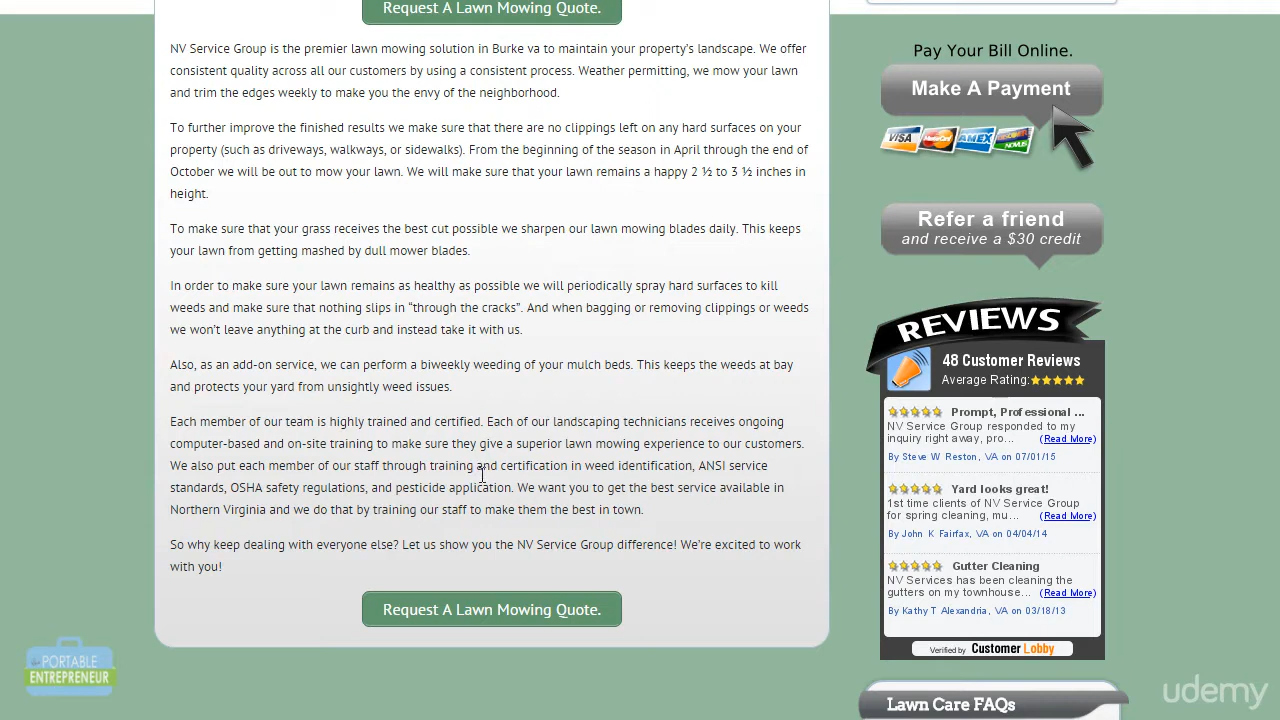 Request A Lawn Mowing Quote.
NV Service Group is the premier lawn mowing solution in Burke va to maintain your property's landscape. We offer
consistent quality across all our customers by using a consistent process. Weather permitting, we mow your lawn
and trim the edges weekly to make you the envy of the neighborhood.
To further improve the finished results we make sure that there are no clippings left on any hard surfaces on your
property (patios, walkways, or sidewalks). From the beginning of the season in April through the end of
October we will be out to mow your lawn. We will make sure that your lawn remains a happy 2 ½ to 3 ½ inches in
height.
To make sure that your grass receives the best cut possible we sharpen our lawn mowing blades daily. This keeps
your lawn from getting mashed by dull mower blades.
In order to make sure your lawn remains as healthy as possible we will periodically spray hard surfaces to kill
weeds and make sure that nothing slips in “through the cracks”. And when bagging or removing clippings or weeds
we won't leave anything at the curb and instead take it with us.
Also, as an add-on service, we can perform a biweekly weeding of your mulch beds. This keeps the weeds at bay
and protects your yard from unsightly weed issues.
Each member of our team is highly trained and certified. Each of our landscaping technicians receives ongoing
computer-based and on-site training to make sure they give a superior lawn mowing experience to our customers.
We also put each member of our staff through training and certification in weed identification, ANSI service
standards, OSHA safety regulations, and pesticide application. We want you to get the best service available in
Northern Virginia and we do that by training our staff to make them the best in town.
So why keep dealing with everyone else? Let us show you the NV Service Group difference! We're excited to work
with you!
Request A Lawn Mowing Quote.
Pay Your Bill Online.
Make A Payment
VISA MasterCard AMEX DISCOVER NOVUS
Refer a friend
and receive a $30 credit
REVIEWS
48 Customer Reviews
Average Rating:
Prompt, Professional ...
NV Service Group responded to my
inquiry right away, pro... (Read More)
By Steve W Reston, VA on 07/01/15
Yard looks great!
1st time clients of NV Service Group
for spring cleaning, mu... (Read More)
By John K Fairfax, VA on 04/04/14
Gutter Cleaning
NV Services has been cleaning the
gutters on my townhouse... (Read More)
By Kathy T Alexandria, VA on 03/18/13
Verified by Customer Lobby
Lawn Care FAQs
PORTABLE
ENTREPRENEUR
udemy